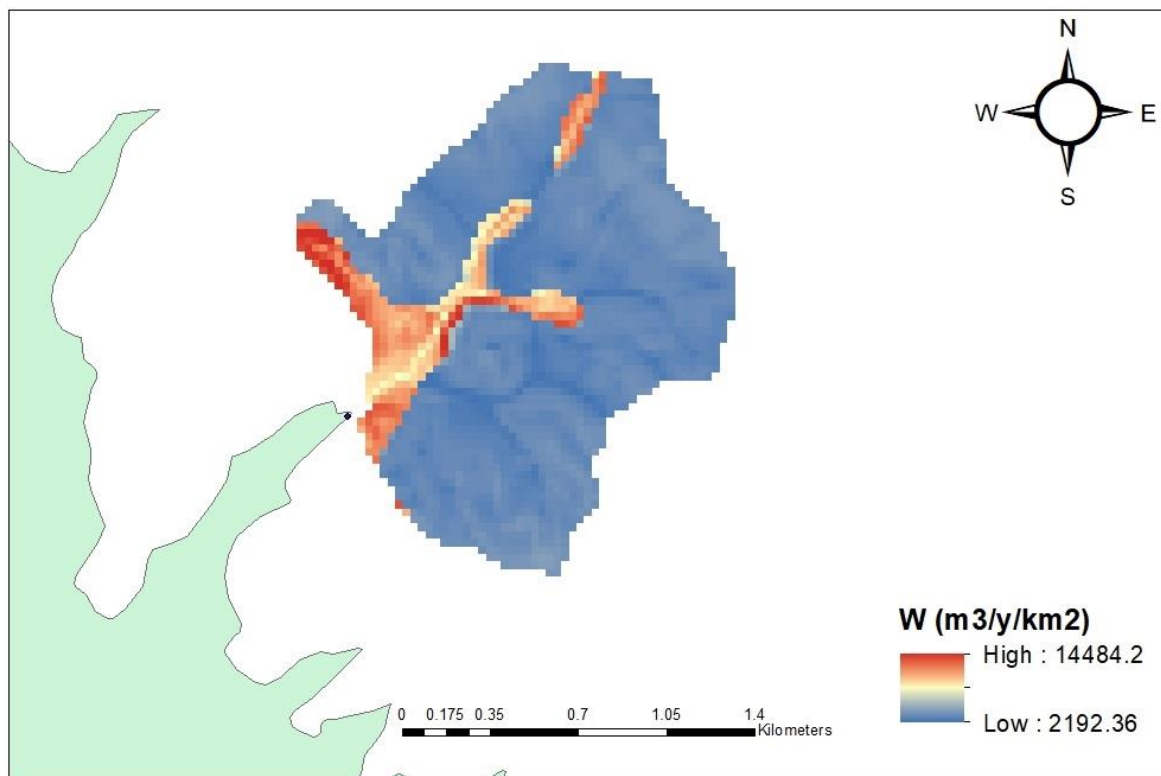 N
W E
S
W (m3/y/km2)
High : 14484.2
Low : 2192.36
0 0.175 0.35 0.7 1.05 1.4
Kilometers